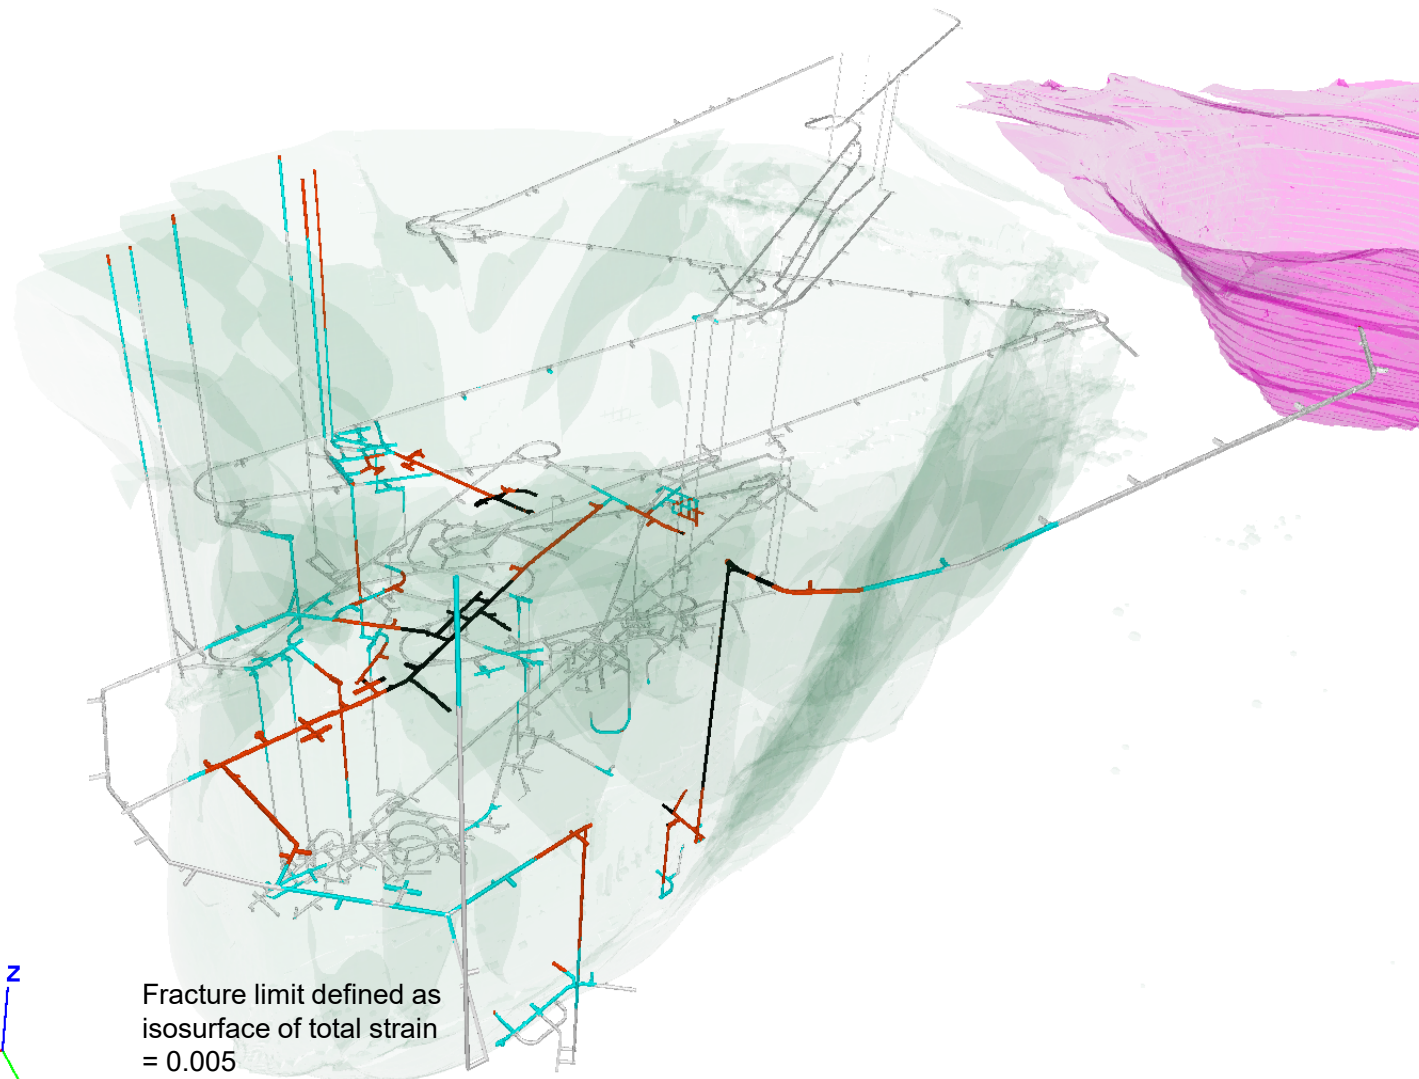 Z
Fracture limit defined as
isosurface of total strain
= 0.005